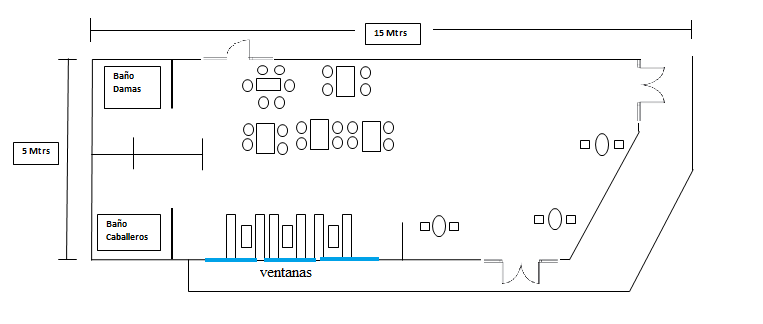 15 Mtrs
Baño
Damas
5 Mtrs
Baño
Caballeros
ventanas